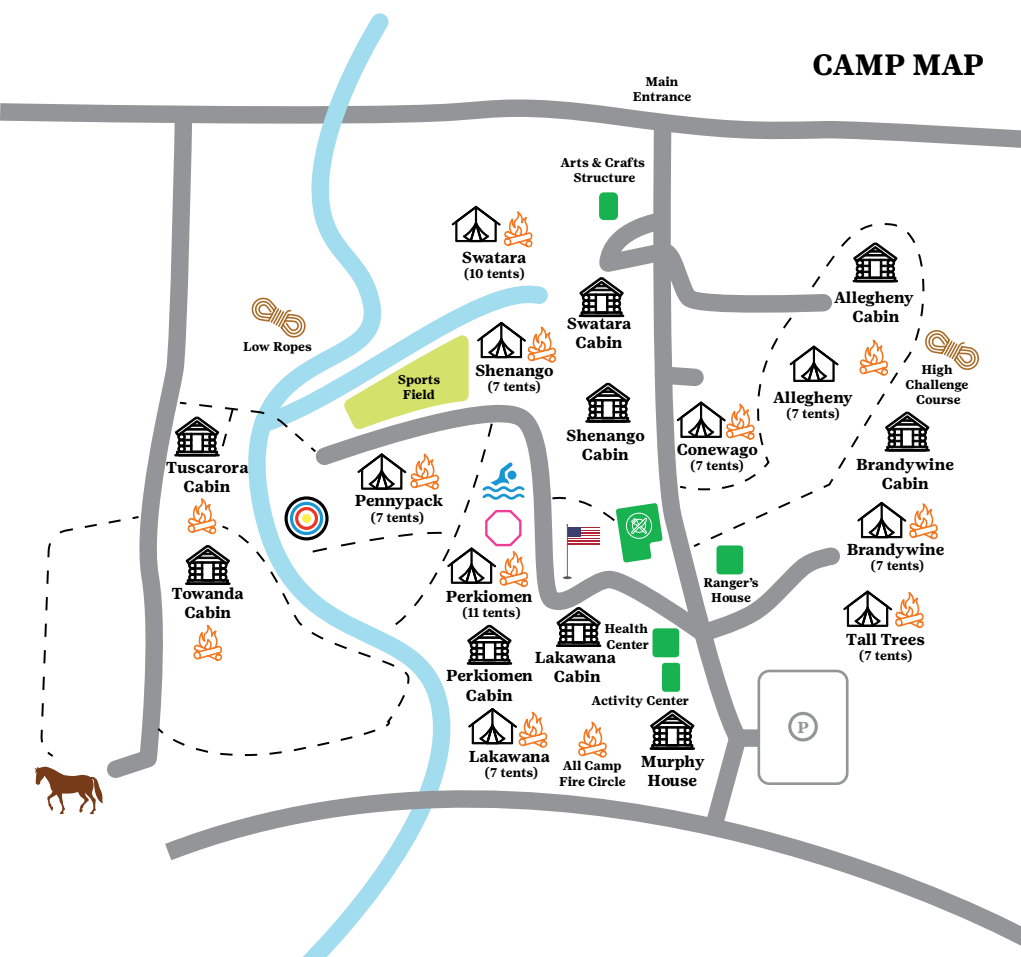 CAMP MAP
Main
Entrance
Arts & Crafts
Structure
Swatara
(10 tents)
Allegheny
Cabin
Swatara
Cabin
Low Ropes
Shenango
(7 tents)
High
Challenge
Course
Sports
Field
Allegheny
(7 tents)
Shenango
Cabin
Conewago
(7 tents)
Brandywine
Cabin
Tuscarora
Cabin
Pennypack
(7 tents)
Brandywine
(7 tents)
Towanda
Cabin
Perkiomen
(11 tents)
Ranger's
House
Health
Center
Tall Trees
(7 tents)
Lakawana
Cabin
Perkiomen
Cabin
Activity Center
P
Lakawana
(7 tents)
All Camp
Fire Circle
Murphy
House